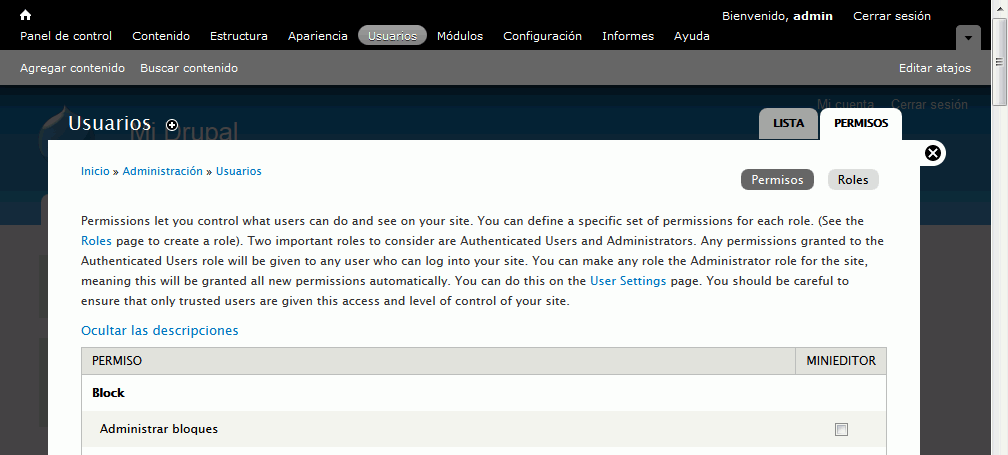 Bienvenido, admin Cerrar sesión
Panel de control Contenido Estructura Apariencia Usuarios Módulos Configuración Informes Ayuda
Agregar contenido Buscar contenido Editar atajos
Mi cuenta Cerrar sesión
Mi Drupal
Usuarios LISTA PERMISOS
Inicio » Administración » Usuarios
Permisos Roles
Permissions let you control what users can do and see on your site. You can define a specific set of permissions for each role. (See the
Roles page to create a role). Two important roles to consider are Authenticated Users and Administrators. Any permissions granted to the
Authenticated Users role will be given to any user who can log into your site. You can make any role the Administrator role for the site,
meaning this will be granted all new permissions automatically. You can do this on the User Settings page. You should be careful to
ensure that only trusted users are given this access and level of control of your site.
Ocultar las descripciones
PERMISO MINIEDITOR
Block
Administrar bloques